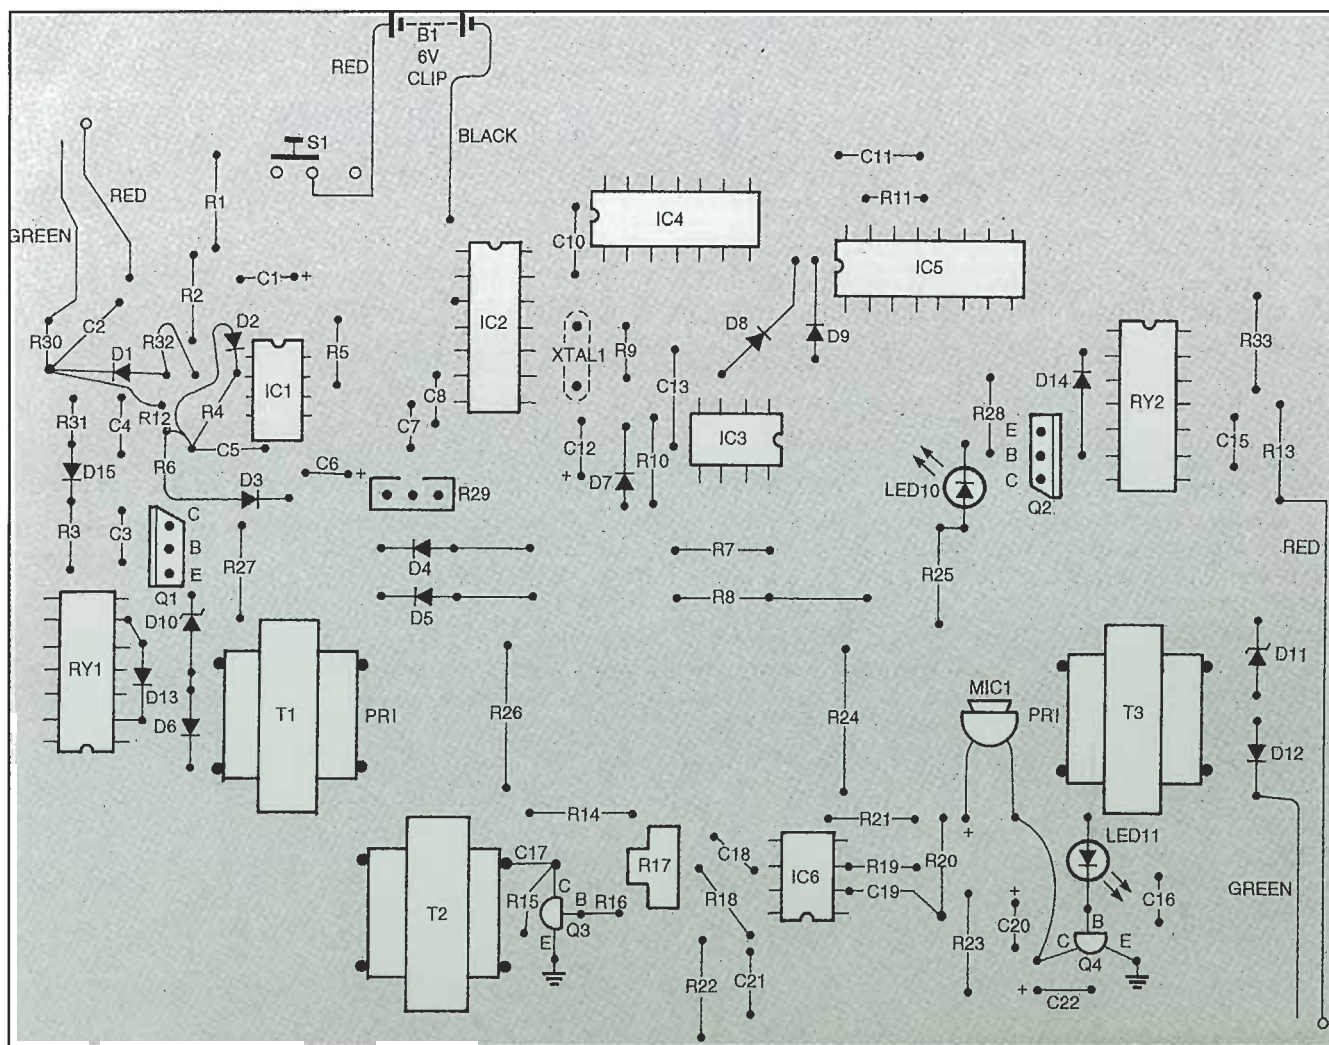 B1
6V
CLIP
RED
BLACK
S1
C11
R11
R1
RED
GREEN
IC4
C10
IC5
C1 +
R2
C2
R30
D1
R32
D2
R5
IC2
XTAL1
R9
D8
D9
R33
IC1
R12
R4
C8
C13
D14
R28
RY2
R31
C4
C5
C7
C12
+
R10
IC3
E
B
C
Q2
C15
R13
D15
R6
D3
C6 +
R29
D7
LED10
R3
C3
C
B
E
Q1
R27
D4
R7
R25
RED
D10
D5
R8
RY1
D13
D6
T1
PRI
R26
R24
MIC1
PRI
T3
D11
D12
R14
R21
+
LED11
C17
R17
C18
IC6
R19
R20
C19
GREEN
T2
R15
C
B
R16
E
Q3
R18
R23
+
C20
B
C
E
Q4
C16
R22
C21
+
C22